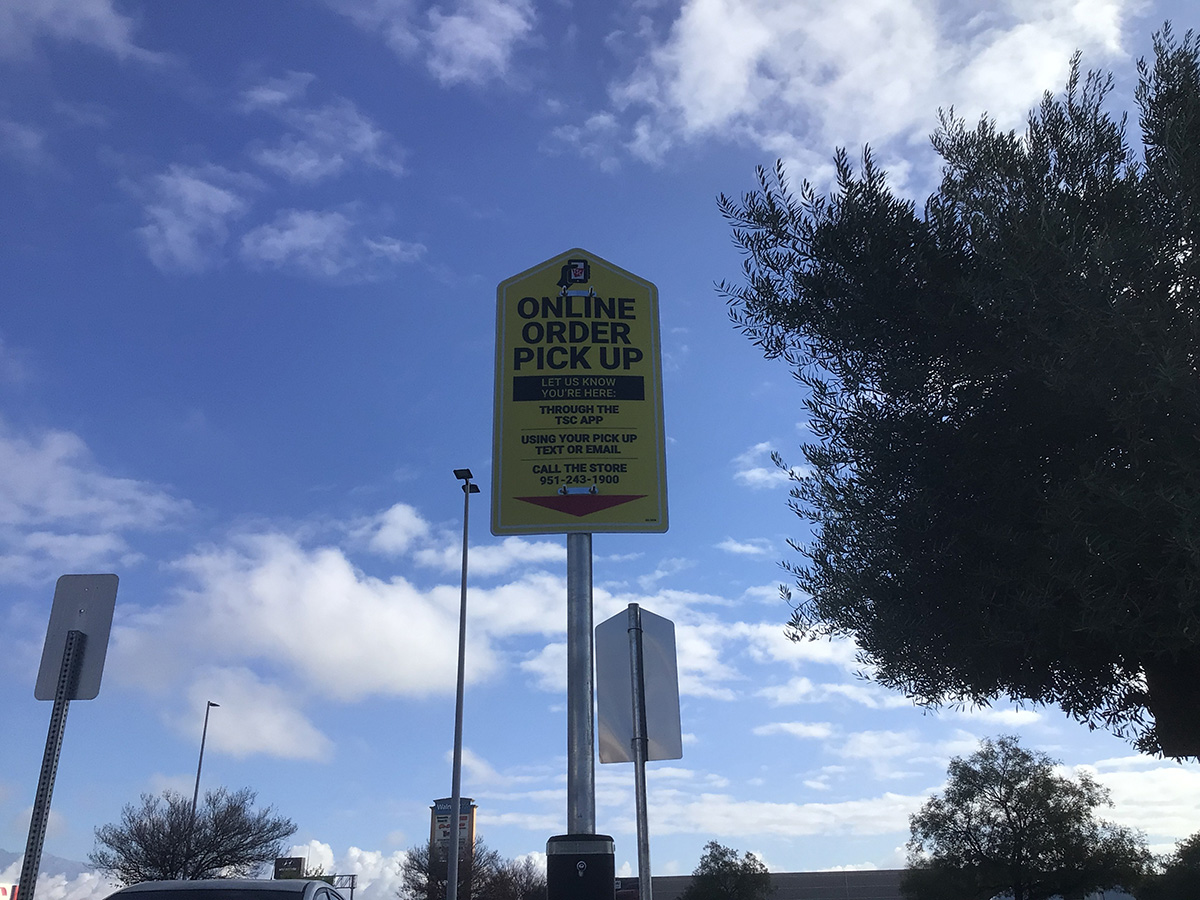 ONLINE
ORDER
PICK UP
LET US KNOW
YOU'RE HERE:
THROUGH THE
TSC APP
USING YOUR PICK UP
TEXT OR EMAIL
CALL THE STORE
951-243-1900